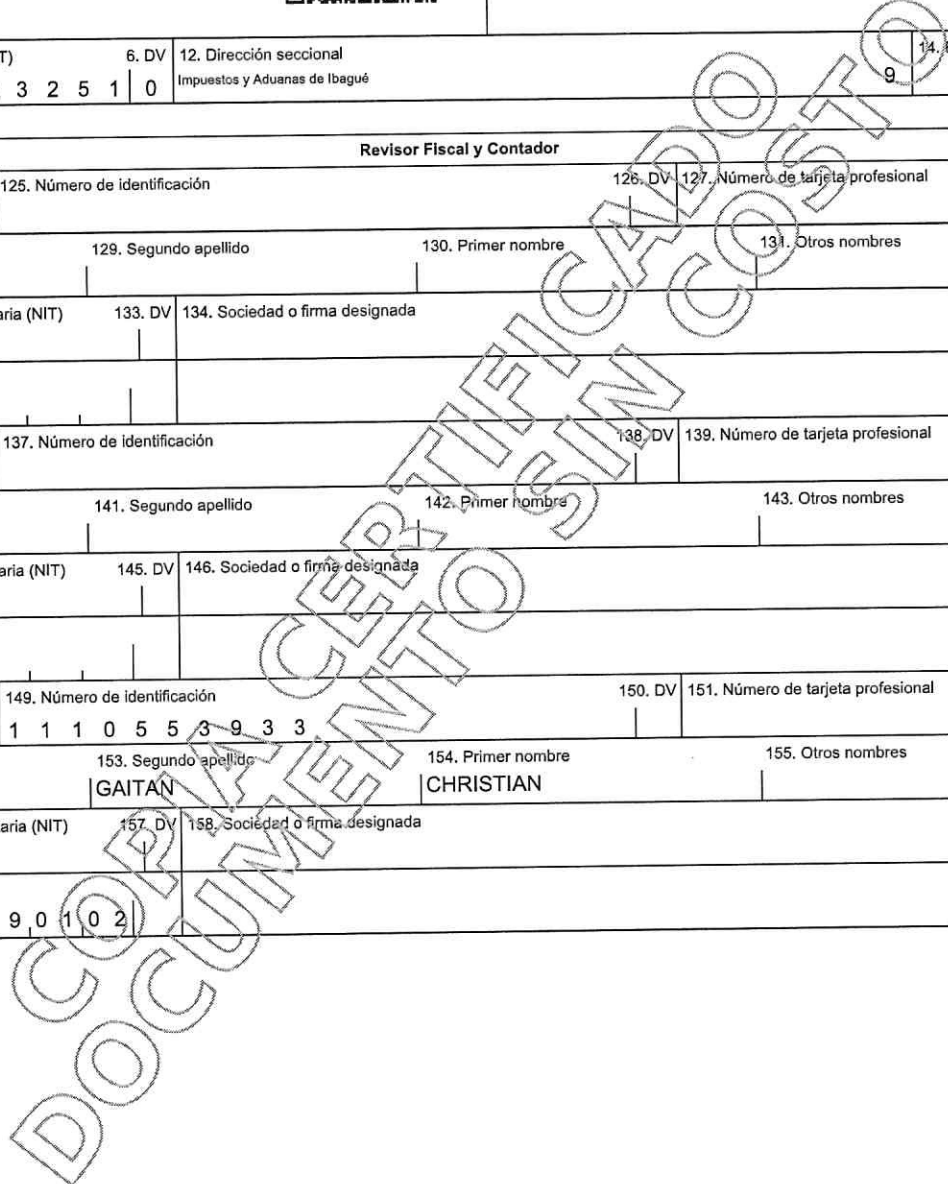 T) 6. DV 12. Dirección seccional 14.
3 2 5 1 0 Impuestos y Aduanas de Ibagué 9
Revisor Fiscal y Contador
125. Número de identificación 126. DV 127. Número de tarjeta profesional
129. Segundo apellido 130. Primer nombre 131. Otros nombres
aria (NIT) 133. DV 134. Sociedad o firma designada
137. Número de identificación 138. DV 139. Número de tarjeta profesional
141. Segundo apellido 142. Primer nombre 143. Otros nombres
aria (NIT) 145. DV 146. Sociedad o firma designada
149. Número de identificación 150. DV 151. Número de tarjeta profesional
1 1 1 0 5 5 3 9 3 3
153. Segundo apellido 154. Primer nombre 155. Otros nombres
GAITAN CHRISTIAN
aria (NIT) 157. DV 158. Sociedad o firma designada
9 0 1 0 2
COPIA CERTIFICADO
DOCUMENTO SIN COSTO